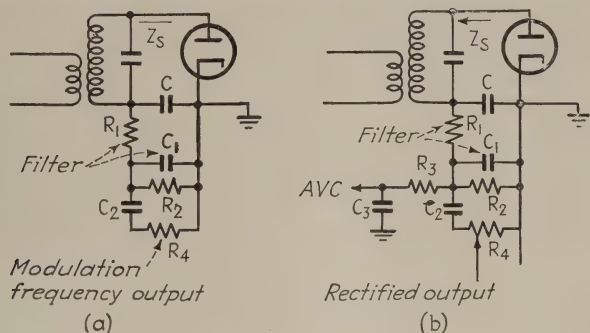 Z_S
C
R_1
C_1
Filter
C_2
R_2
R_4
Modulation
frequency output
(a)
Z_S
C
R_1
Filter
C_1
R_3
AVC
C_3
C_2
R_2
R_4
Rectified output
(b)